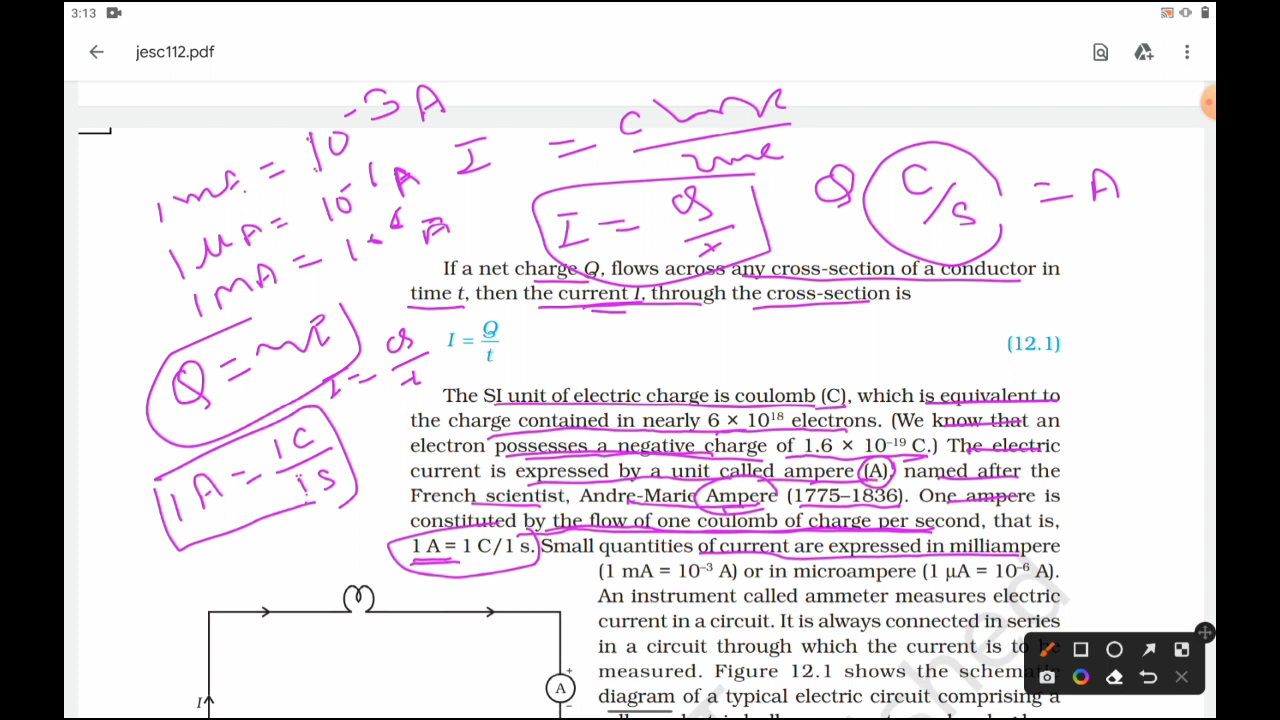 3:13
jesc112.pdf
1 mA = 10^-3 A
I = C
1 μA = 10 A
I = Q
Q C/s = A
1 MA = 1 A
If a net charge Q, flows across any cross-section of a conductor in
time t, then the current I, through the cross-section is
I = Q/t (12.1)
Q =
I = Q/t
1 A = 1C/1s
The SI unit of electric charge is coulomb (C), which is equivalent to
the charge contained in nearly 6 × 10^18 electrons. (We know that an
electron possesses a negative charge of 1.6 × 10^-19 C.) The electric
current is expressed by a unit called ampere (A), named after the
French scientist, Andre-Marie Ampere (1775–1836). One ampere is
constituted by the flow of one coulomb of charge per second, that is,
1 A = 1 C/1 s. Small quantities of current are expressed in milliampere
(1 mA = 10^-3 A) or in microampere (1 μA = 10^-6 A).
An instrument called ammeter measures electric
current in a circuit. It is always connected in series
in a circuit through which the current is to be
measured. Figure 12.1 shows the schematic
diagram of a typical electric circuit comprising a
I
+
A
–